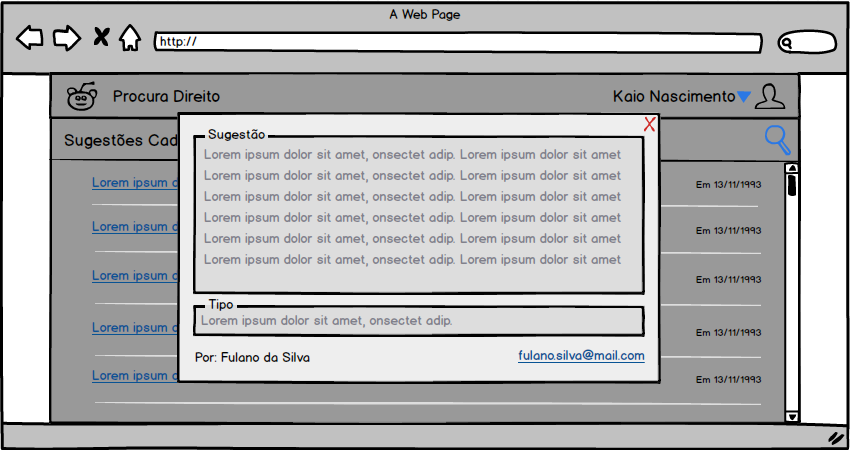 A Web Page
http://
Procura Direito
Kaio Nascimento
Sugestões Cad
Lorem ipsum d
Em 13/11/1993
Lorem ipsum d
Em 13/11/1993
Lorem ipsum d
Em 13/11/1993
Lorem ipsum d
Em 13/11/1993
Lorem ipsum d
Em 13/11/1993
X
Sugestão
Lorem ipsum dolor sit amet, onsectet adip. Lorem ipsum dolor sit amet
Lorem ipsum dolor sit amet, onsectet adip. Lorem ipsum dolor sit amet
Lorem ipsum dolor sit amet, onsectet adip. Lorem ipsum dolor sit amet
Lorem ipsum dolor sit amet, onsectet adip. Lorem ipsum dolor sit amet
Lorem ipsum dolor sit amet, onsectet adip. Lorem ipsum dolor sit amet
Lorem ipsum dolor sit amet, onsectet adip. Lorem ipsum dolor sit amet
Tipo
Lorem ipsum dolor sit amet, onsectet adip.
Por: Fulano da Silva
fulano.silva@mail.com